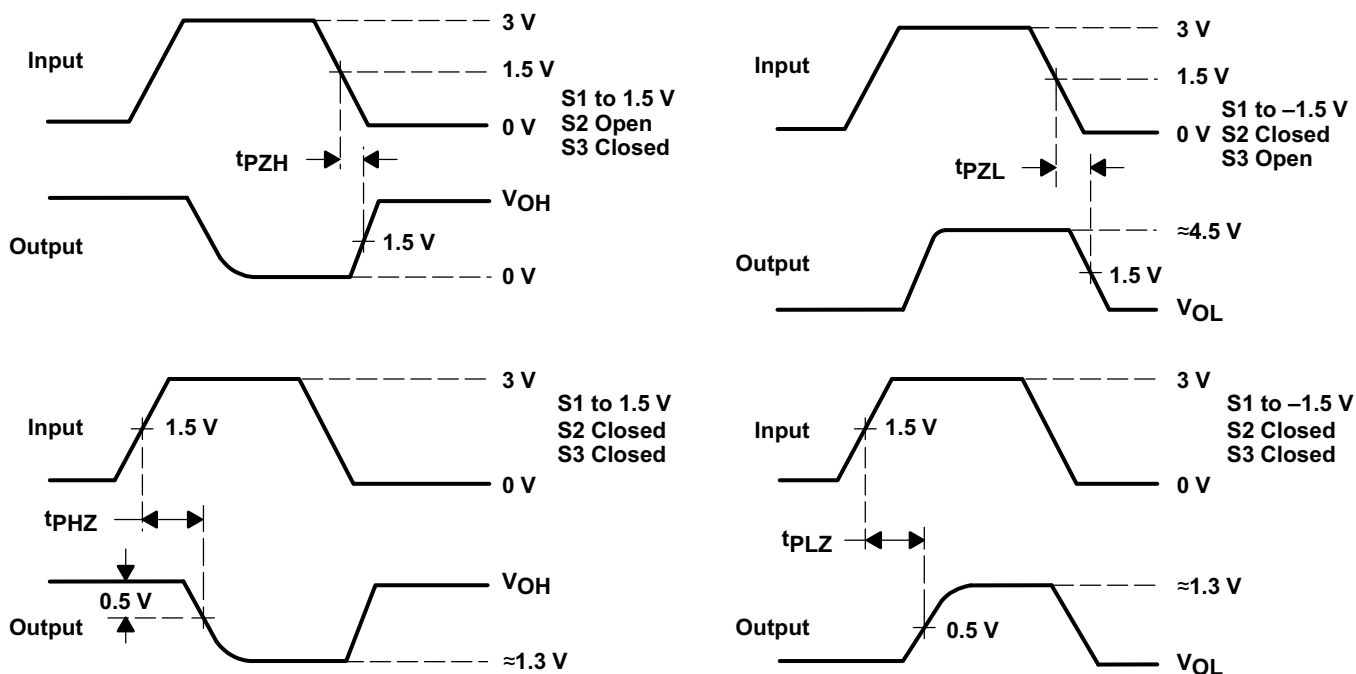 3 V
Input
1.5 V
S1 to 1.5 V
S2 Open
S3 Closed
0 V
tPZH
VOH
Output
1.5 V
0 V
3 V
Input
1.5 V
S1 to –1.5 V
S2 Closed
S3 Open
0 V
tPZL
≈4.5 V
Output
1.5 V
VOL
3 V
Input
1.5 V
S1 to 1.5 V
S2 Closed
S3 Closed
0 V
tPHZ
VOH
0.5 V
Output
≈1.3 V
3 V
Input
1.5 V
S1 to –1.5 V
S2 Closed
S3 Closed
0 V
tPLZ
≈1.3 V
Output
0.5 V
VOL